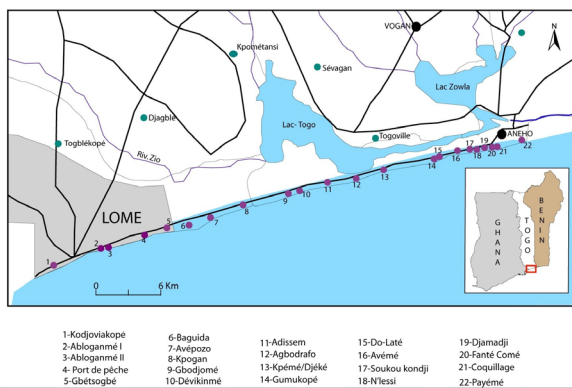 VOGAN
N
Kpométansi
Sévagan
Lac Zowla
Djagblé
Lac-Togo
Togoville
ANEHO
Togblékopé
Riv. Zio
15 17 19 21 22
14 16 18 20
13
12
11
10
9
8
LOME
5
6 7
4
2 3
1
0 6 Km
GHANA
TOGO
BENIN
1-Kodjoviakopé
2-Abloganmé I
3-Abloganmé II
4- Port de pêche
5-Gbétsogbé
6-Baguida
7-Avépozo
8-Kpogan
9-Gbodjomé
10-Dévikinmé
11-Adissem
12-Agbodrafo
13-Kpémé/Djéké
14-Gumukopé
15-Do-Laté
16-Avémé
17-Soukou kondji
18-N'lessi
19-Djamadji
20-Fanté Comé
21-Coquillage
22-Payémé